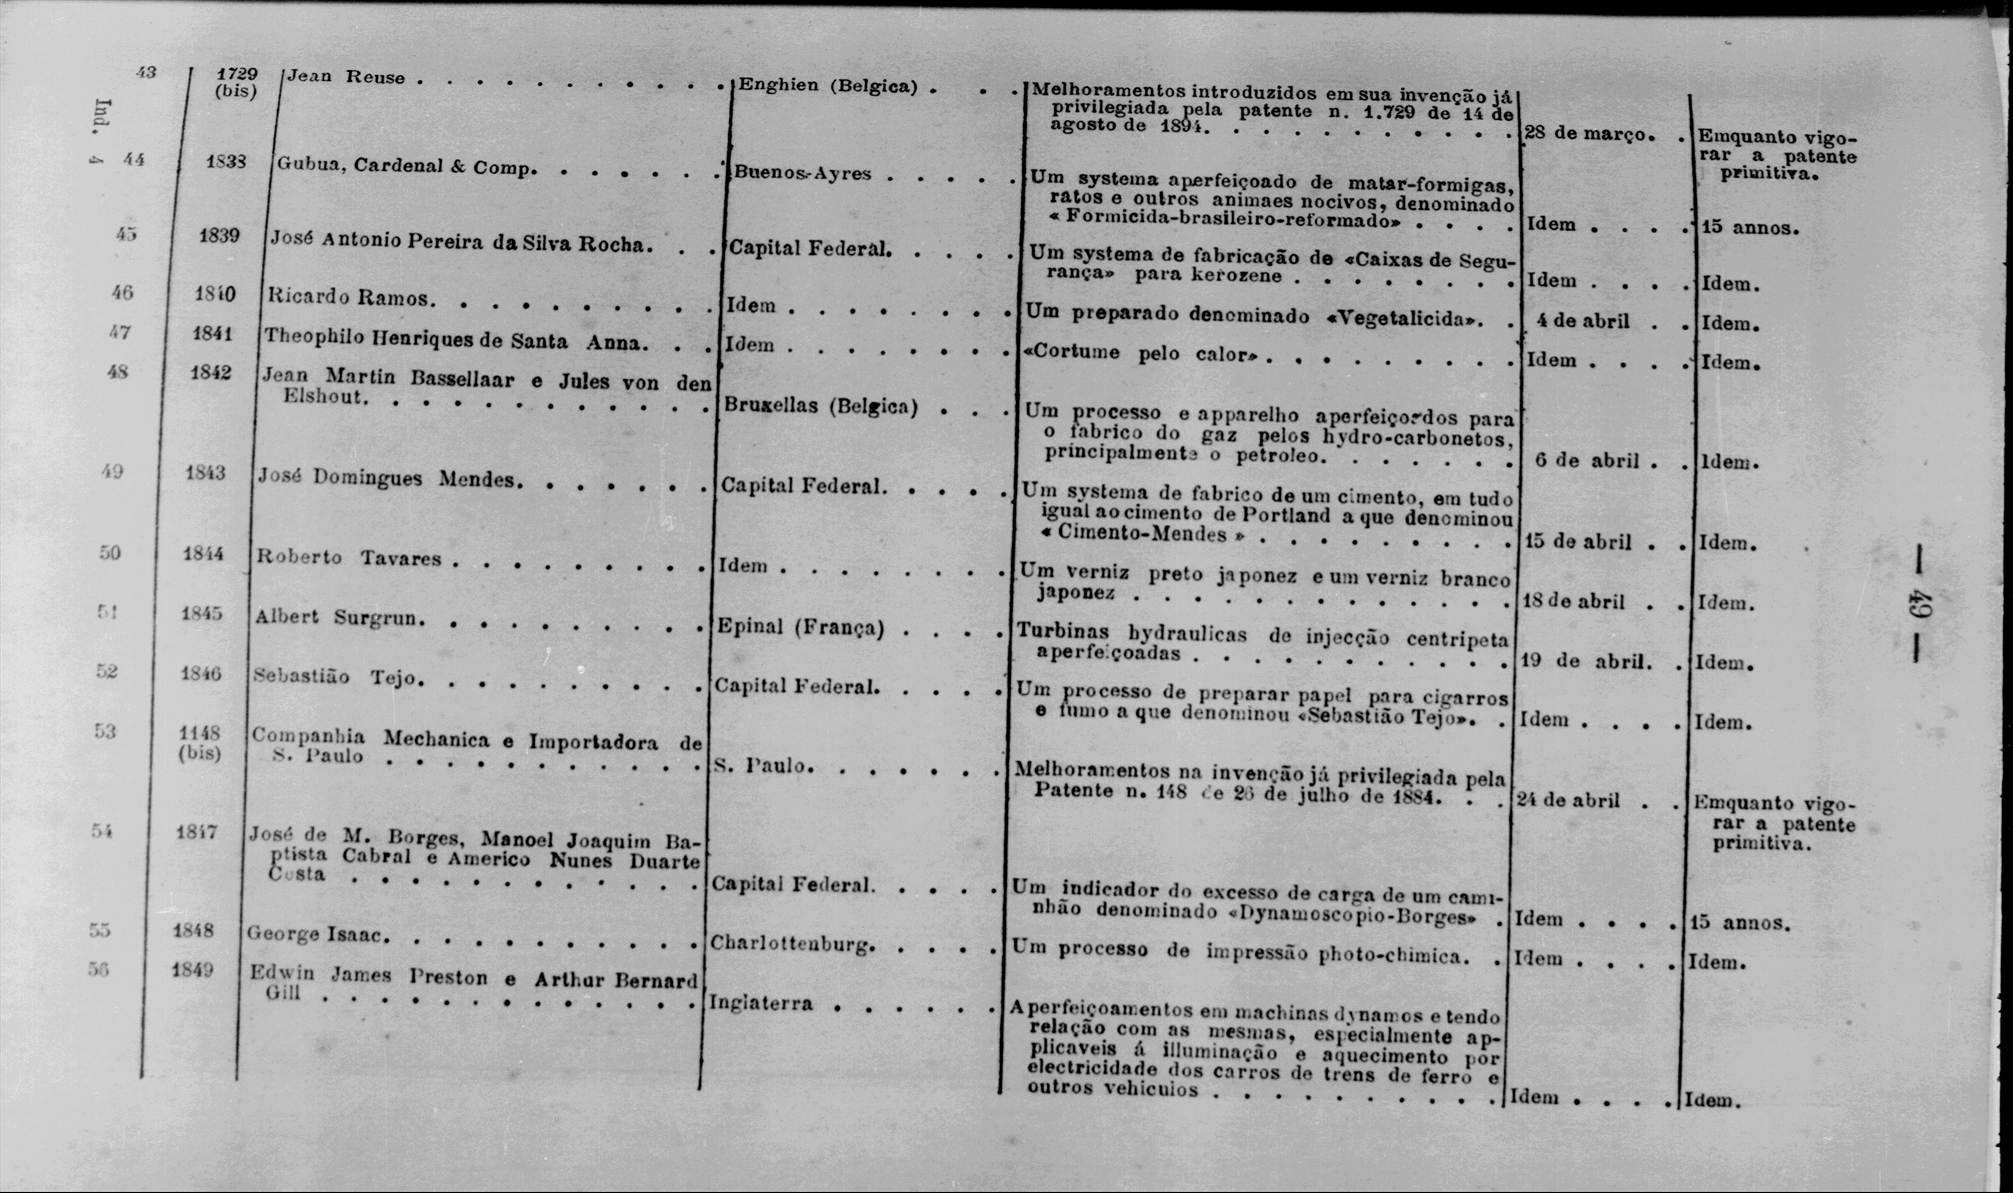 43 1729 Jean Reuse . . . . . . . . . . . Enghien (Belgica) . . . Melhoramentos introduzidos em sua invenção já
(bis) privilegiada pela patente n. 1.729 de 14 de
agosto de 1894. . . . . . . . . . . 28 de março. . Emquanto vigo-
rar a patente
primitiva.
44 1833 Gubua, Cardenal & Comp. . . . . . . Buenos-Ayres . . . . . Um systema aperfeiçoado de matar-formigas,
ratos e outros animaes nocivos, denominado
« Formicida-brasileiro-reformado» . . . . Idem . . . . 15 annos.
45 1839 José Antonio Pereira da Silva Rocha. . . Capital Federal. . . . . Um systema de fabricação de «Caixas de Segu-
rança» para kerozene . . . . . . . . Idem . . . . Idem.
46 1840 Ricardo Ramos. . . . . . . . . . Idem . . . . . . . . Um preparado denominado «Vegetalicida». . 4 de abril . . Idem.
47 1841 Theophilo Henriques de Santa Anna. . . Idem . . . . . . . . «Cortume pelo calor» . . . . . . . . . Idem . . . . Idem.
48 1842 Jean Martin Bassellaar e Jules von den
Elshout. . . . . . . . . . . . Bruxellas (Belgica) . . . Um processo e apparelho aperfeiçordos para
o fabrico do gaz pelos hydro-carbonetos,
principalmente o petroleo. . . . . . . 6 de abril . . Idem.
49 1843 José Domingues Mendes. . . . . . . Capital Federal. . . . . Um systema de fabrico de um cimento, em tudo
igual ao cimento de Portland a que denominou
« Cimento-Mendes » . . . . . . . . . 15 de abril . . Idem.
50 1844 Roberto Tavares . . . . . . . . . Idem . . . . . . . . Um verniz preto japonez e um verniz branco
japonez . . . . . . . . . . . . . 18 de abril . . Idem.
51 1845 Albert Surgrun. . . . . . . . . . Epinal (França) . . . . Turbinas hydraulicas de injecção centripeta
aperfeiçoadas . . . . . . . . . . . 19 de abril. . Idem.
52 1846 Sebastião Tejo. . . . . . . . . . Capital Federal. . . . . Um processo de preparar papel para cigarros
e fumo a que denominou «Sebastião Tejo». . Idem . . . . Idem.
53 1148 Companhia Mechanica e Importadora de
(bis) S. Paulo . . . . . . . . . . . S. Paulo. . . . . . . Melhoramentos na invenção já privilegiada pela
Patente n. 148 de 26 de julho de 1884. . . 24 de abril . . Emquanto vigo-
rar a patente
primitiva.
54 1847 José de M. Borges, Manoel Joaquim Ba-
ptista Cabral e Americo Nunes Duarte
Costa . . . . . . . . . . . . Capital Federal. . . . . Um indicador do excesso de carga de um cami-
nhão denominado «Dynamoscopio-Borges» . Idem . . . . 15 annos.
55 1848 George Isaac. . . . . . . . . . . Charlottenburg. . . . . Um processo de impressão photo-chimica. . Idem . . . . Idem.
56 1849 Edwin James Preston e Arthur Bernard
Gill . . . . . . . . . . . . . Inglaterra . . . . . . Aperfeiçoamentos em machinas dynamos e tendo
relação com as mesmas, especialmente ap-
plicaveis á illuminação e aquecimento por
electricidade dos carros de trens de ferro e
outros vehiculos . . . . . . . . . . Idem . . . . Idem.
Ind. 4
— 49 —